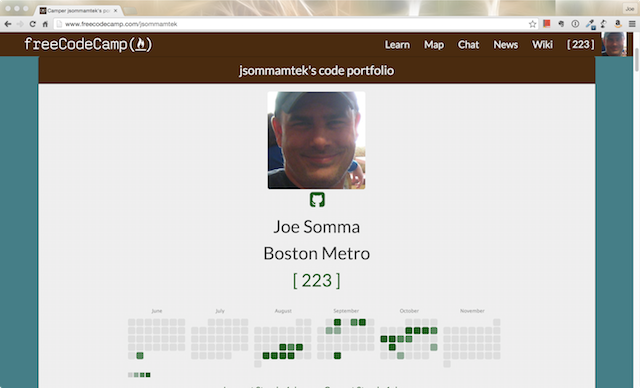 Camper jsommamtek's po
Joe
www.freecodecamp.com/jsommamtek
freeCodeCamp
Learn Map Chat News Wiki [ 223 ]
jsommamtek's code portfolio
Joe Somma
Boston Metro
[ 223 ]
June July August September October November